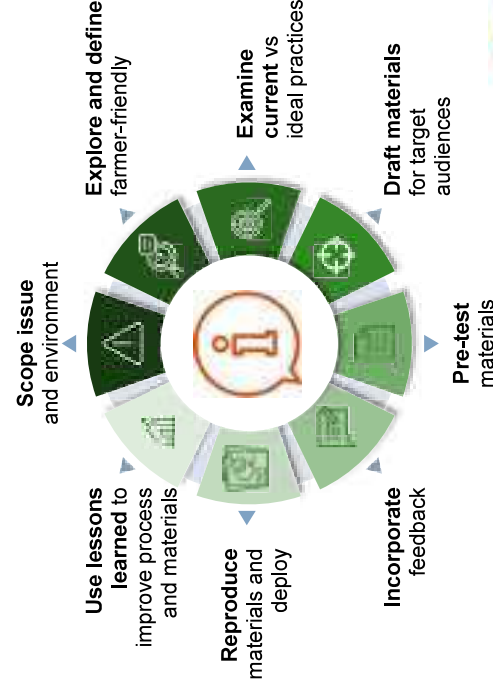 Scope issue
and environment
Explore and define
farmer-friendly
Examine
current vs
ideal practices
Draft materials
for target
audiences
Pre-test
materials
Incorporate
feedback
Reproduce
materials and
deploy
Use lessons
learned to
improve process
and materials